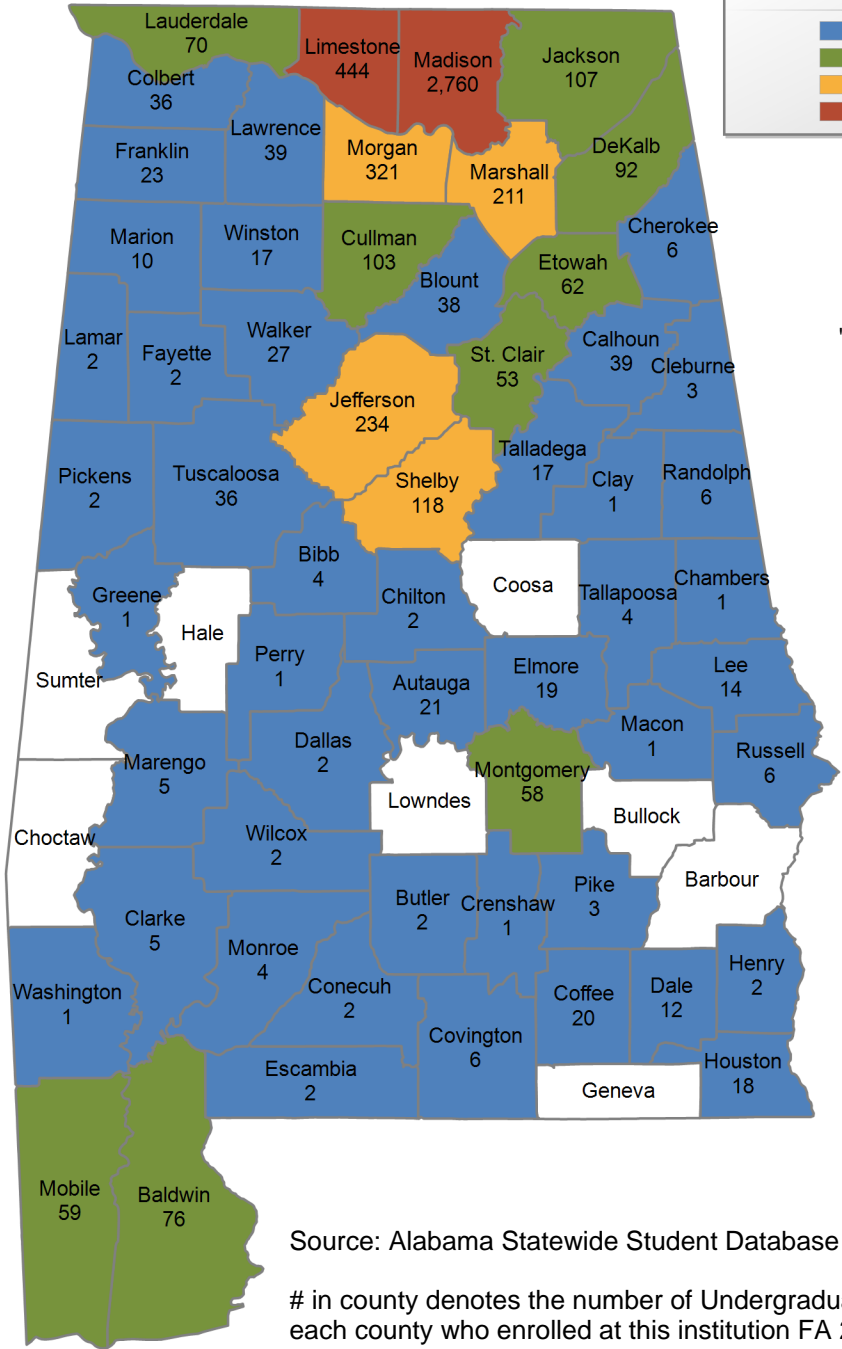 Lauderdale
70
Limestone
444
Madison
2,760
Jackson
107
Colbert
36
Lawrence
39
Franklin
23
Morgan
321
Marshall
211
DeKalb
92
Cherokee
6
Marion
10
Winston
17
Cullman
103
Blount
38
Etowah
62
Lamar
2
Fayette
2
Walker
27
St. Clair
53
Calhoun
39
Cleburne
3
Jefferson
234
Pickens
2
Tuscaloosa
36
Shelby
118
Talladega
17
Clay
1
Randolph
6
Bibb
4
Greene
1
Hale
Chilton
2
Coosa
Tallapoosa
4
Chambers
1
Sumter
Perry
1
Autauga
21
Elmore
19
Lee
14
Marengo
5
Dallas
2
Macon
1
Russell
6
Montgomery
58
Lowndes
Bullock
Choctaw
Wilcox
2
Barbour
Clarke
5
Butler
2
Crenshaw
1
Pike
3
Monroe
4
Washington
1
Conecuh
2
Coffee
20
Dale
12
Henry
2
Covington
6
Escambia
2
Geneva
Houston
18
Mobile
59
Baldwin
76
Source: Alabama Statewide Student Database
# in county denotes the number of
each county who enrolled at this institution FA